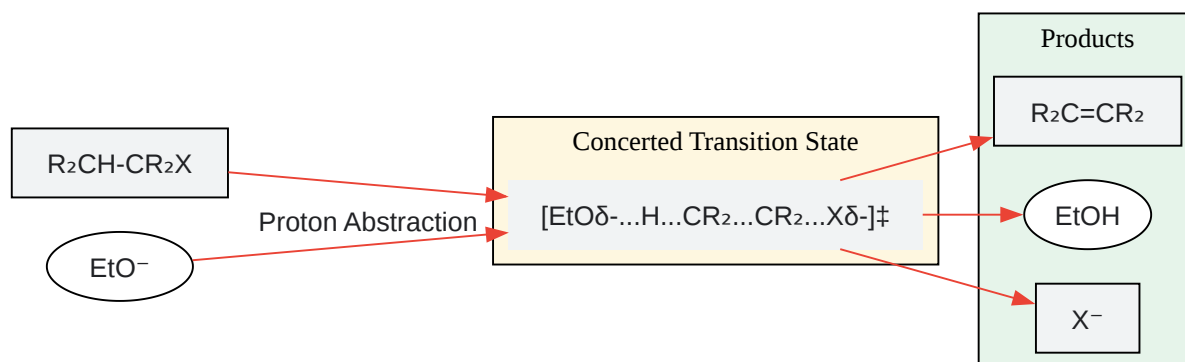 R₂CH-CR₂X
EtO⁻
Proton Abstraction
Concerted Transition State
[EtOδ-...H...CR₂...CR₂...Xδ-]‡
Products
R₂C=CR₂
EtOH
X⁻